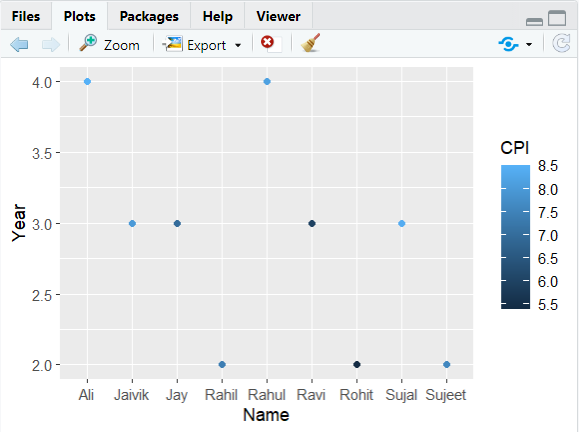 Files Plots Packages Help Viewer
Zoom Export
CPI
8.5
8.0
7.5
7.0
6.5
6.0
5.5
Year
4.0
3.5
3.0
2.5
2.0
Ali Jaivik Jay Rahil Rahul Ravi Rohit Sujal Sujeet
Name